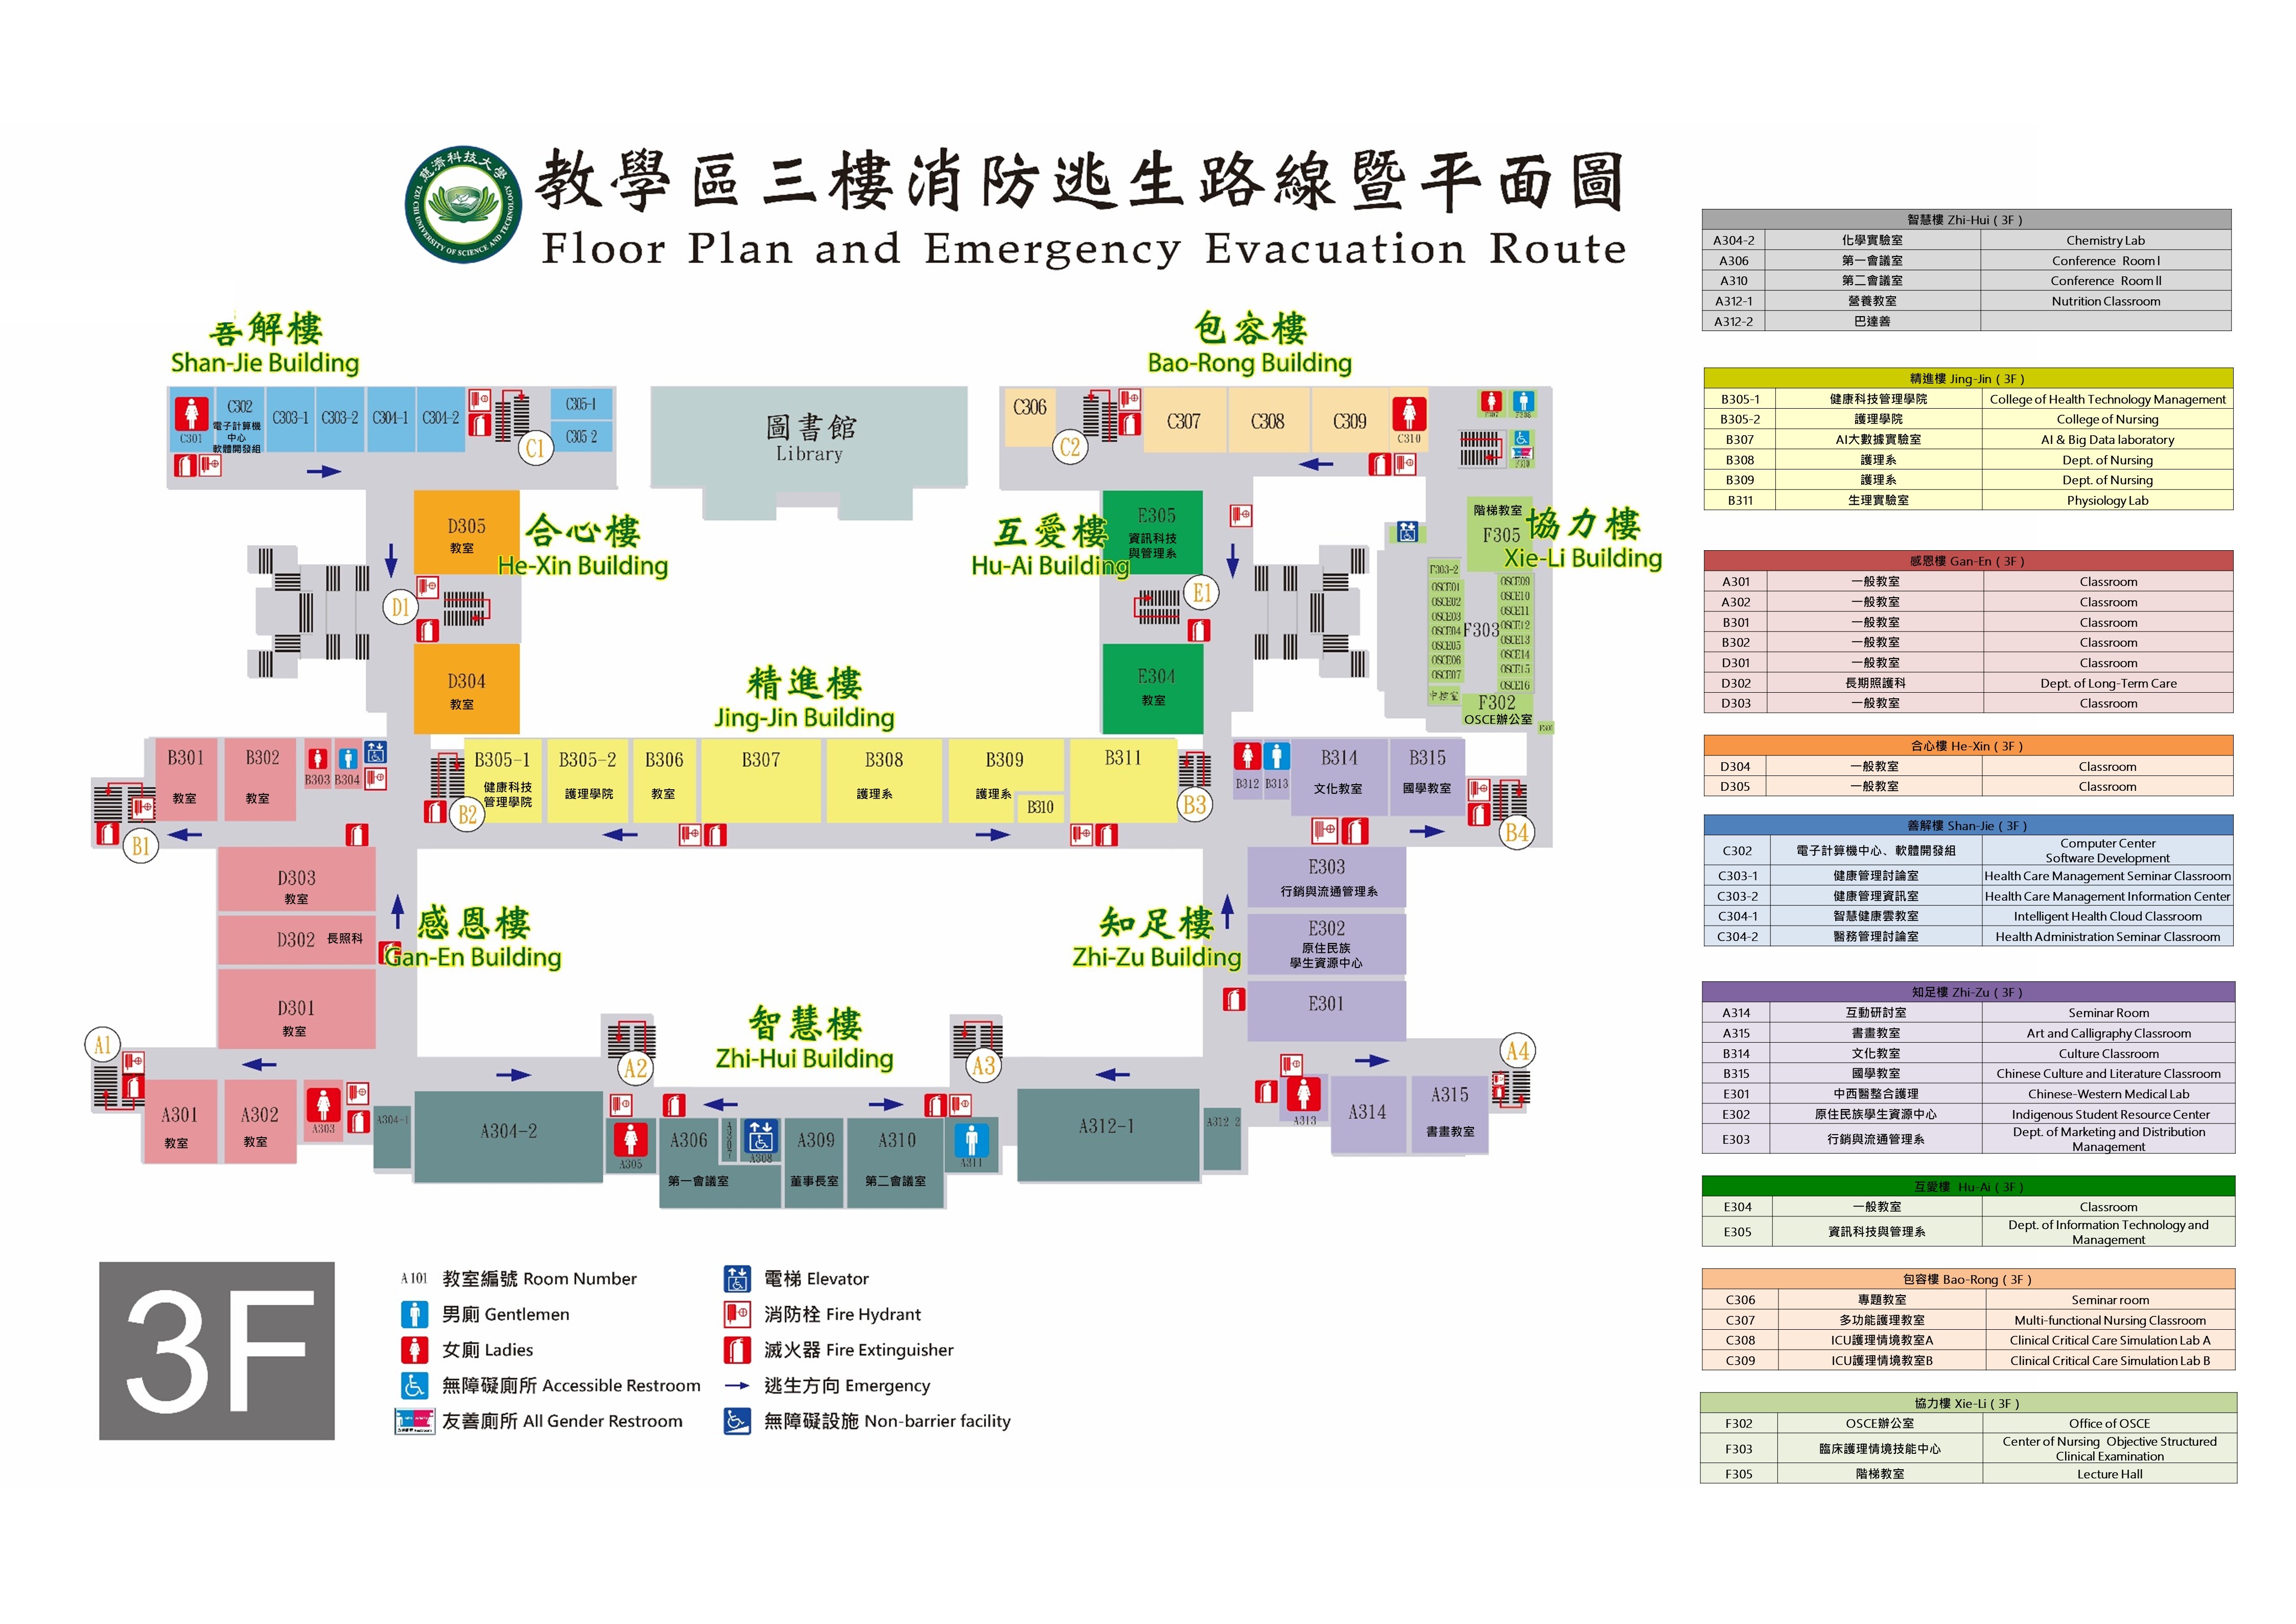 慈濟科技大學
TZU CHI UNIVERSITY OF SCIENCE AND TECHNOLOGY
教學區三樓消防逃生路線暨平面圖
Floor Plan and Emergency Evacuation Route
善解樓
Shan-Jie Building
包容樓
Bao-Rong Building
C301
C302
電子計算機
中心
軟體開發組
C303-1
C303-2
C304-1
C304-2
C1
C305-1
C305-2
圖書館
Library
C306
C2
C307
C308
C309
C310
D305
教室
合心樓
He-Xin Building
D1
D304
教室
互愛樓
Hu-Ai Building
E305
資訊科技
與管理系
E1
E304
教室
階梯教室
F305
協力樓
Xie-Li Building
F303-2
OSCE01
OSCE02
OSCE03
OSCE04
OSCE05
OSCE06
OSCE07
中控室
F303
OSCE09
OSCE10
OSCE11
OSCE12
OSCE13
OSCE14
OSCE15
OSCE16
F302
OSCE辦公室
精進樓
Jing-Jin Building
B301
教室
B302
教室
B303
B304
B1
B2
B305-1
健康科技
管理學院
B305-2
護理學院
B306
教室
B307
B308
護理系
B309
護理系
B310
B311
B3
B312
B313
B314
文化教室
B315
國學教室
B4
D303
教室
D302 長照科
D301
教室
感恩樓
Gan-En Building
知足樓
Zhi-Zu Building
E303
行銷與流通管理系
E302
原住民族
學生資源中心
E301
智慧樓
Zhi-Hui Building
A1
A2
A3
A4
A301
教室
A302
教室
A303
A304-1
A304-2
A305
A306
第一會議室
A308
A309
董事長室
A310
第二會議室
A311
A312-1
A312-2
A313
A314
A315
書畫教室
3F
A101 教室編號 Room Number
男廁 Gentlemen
女廁 Ladies
無障礙廁所 Accessible Restroom
友善廁所 All Gender Restroom
電梯 Elevator
消防栓 Fire Hydrant
滅火器 Fire Extinguisher
逃生方向 Emergency
無障礙設施 Non-barrier facility
智慧樓 Zhi-Hui ( 3F )
A304-2 化學實驗室 Chemistry Lab
A306 第一會議室 Conference Room I
A310 第二會議室 Conference Room II
A312-1 營養教室 Nutrition Classroom
A312-2 巴達善
精進樓 Jing-Jin ( 3F )
B305-1 健康科技管理學院 College of Health Technology Management
B305-2 護理學院 College of Nursing
B307 AI大數據實驗室 AI & Big Data laboratory
B308 護理系 Dept. of Nursing
B309 護理系 Dept. of Nursing
B311 生理實驗室 Physiology Lab
感恩樓 Gan-En ( 3F )
A301 一般教室 Classroom
A302 一般教室 Classroom
B301 一般教室 Classroom
B302 一般教室 Classroom
D301 一般教室 Classroom
D302 長期照護科 Dept. of Long-Term Care
D303 一般教室 Classroom
合心樓 He-Xin ( 3F )
D304 一般教室 Classroom
D305 一般教室 Classroom
善解樓 Shan-Jie ( 3F )
C302 電子計算機中心、軟體開發組 Computer Center
Software Development
C303-1 健康管理討論室 Health Care Management Seminar Classroom
C303-2 健康管理資訊室 Health Care Management Information Center
C304-1 智慧健康雲教室 Intelligent Health Cloud Classroom
C304-2 醫務管理討論室 Health Administration Seminar Classroom
知足樓 Zhi-Zu ( 3F )
A314 互動研討室 Seminar Room
A315 書畫教室 Art and Calligraphy Classroom
B314 文化教室 Culture Classroom
B315 國學教室 Chinese Culture and Literature Classroom
E301 中西醫整合護理 Chinese-Western Medical Lab
E302 原住民族學生資源中心 Indigenous Student Resource Center
E303 行銷與流通管理系 Dept. of Marketing and Distribution
Management
互愛樓 Hu-Ai ( 3F )
E304 一般教室 Classroom
E305 資訊科技與管理系 Dept. of Information Technology and
Management
包容樓 Bao-Rong ( 3F )
C306 專題教室 Seminar room
C307 多功能護理教室 Multi-functional Nursing Classroom
C308 ICU護理情境教室A Clinical Critical Care Simulation Lab A
C309 ICU護理情境教室B Clinical Critical Care Simulation Lab B
協力樓 Xie-Li ( 3F )
F302 OSCE辦公室 Office of OSCE
F303 臨床護理情境技能中心 Center of Nursing Objective Structured
Clinical Examination
F305 階梯教室 Lecture Hall